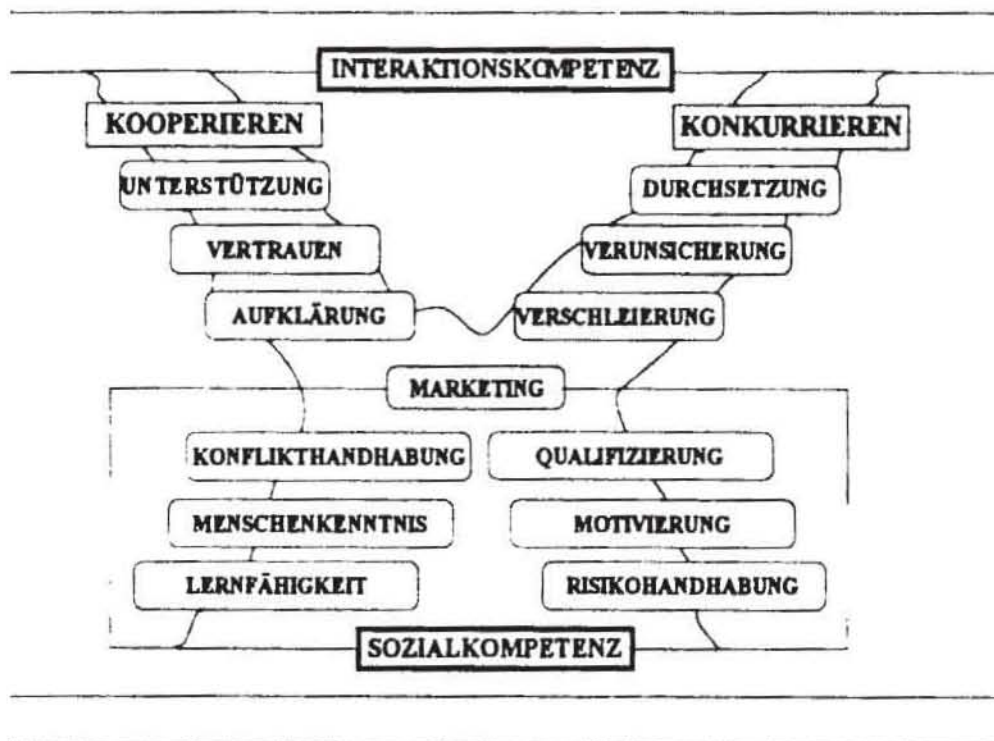 INTERAKTIONSKOMPETENZ
KOOPERIEREN
KONKURRIEREN
UNTERSTÜTZUNG
DURCHSETZUNG
VERTRAUEN
VERUNSICHERUNG
AUFKLÄRUNG
VERSCHLEIERUNG
MARKETING
KONFLIKTHANDHABUNG
QUALIFIZIERUNG
MENSCHENKENNTNIS
MOTIVIERUNG
LERNFÄHIGKEIT
RISIKOHANDHABUNG
SOZIALKOMPETENZ